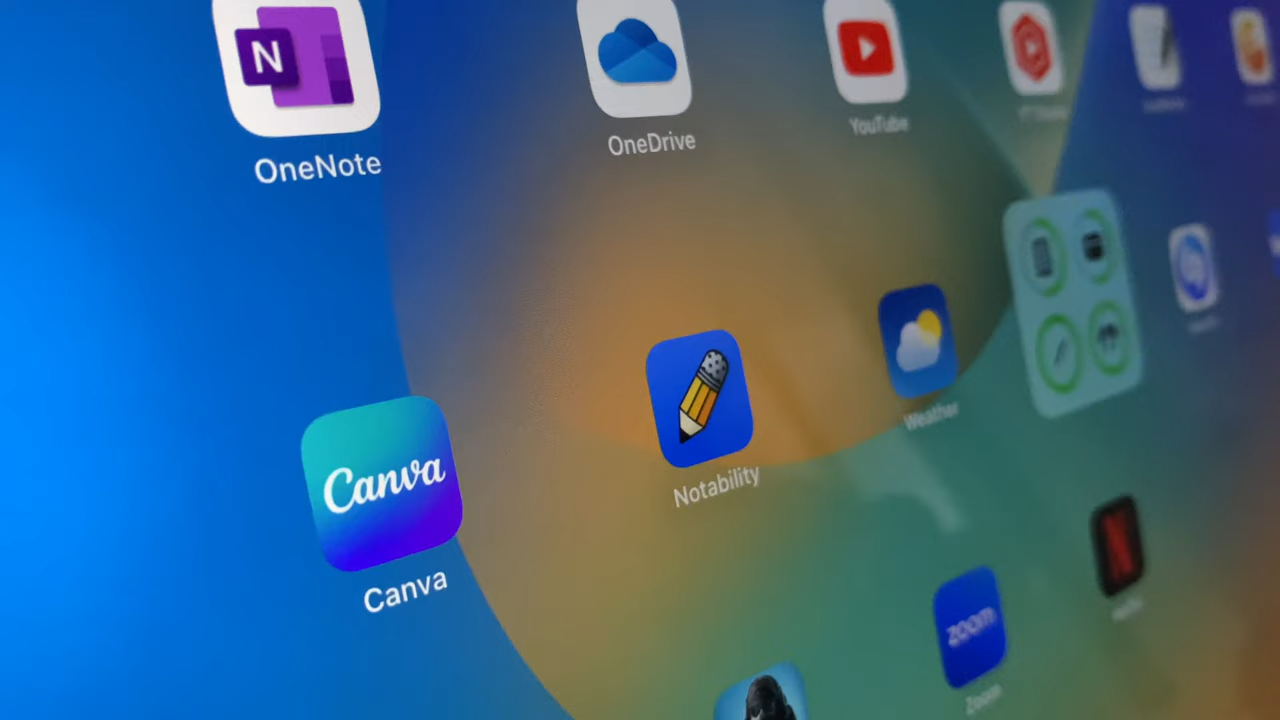 N
OneNote
OneDrive
YouTube
Canva
Canva
Notability
Weather
zoom
Zoom